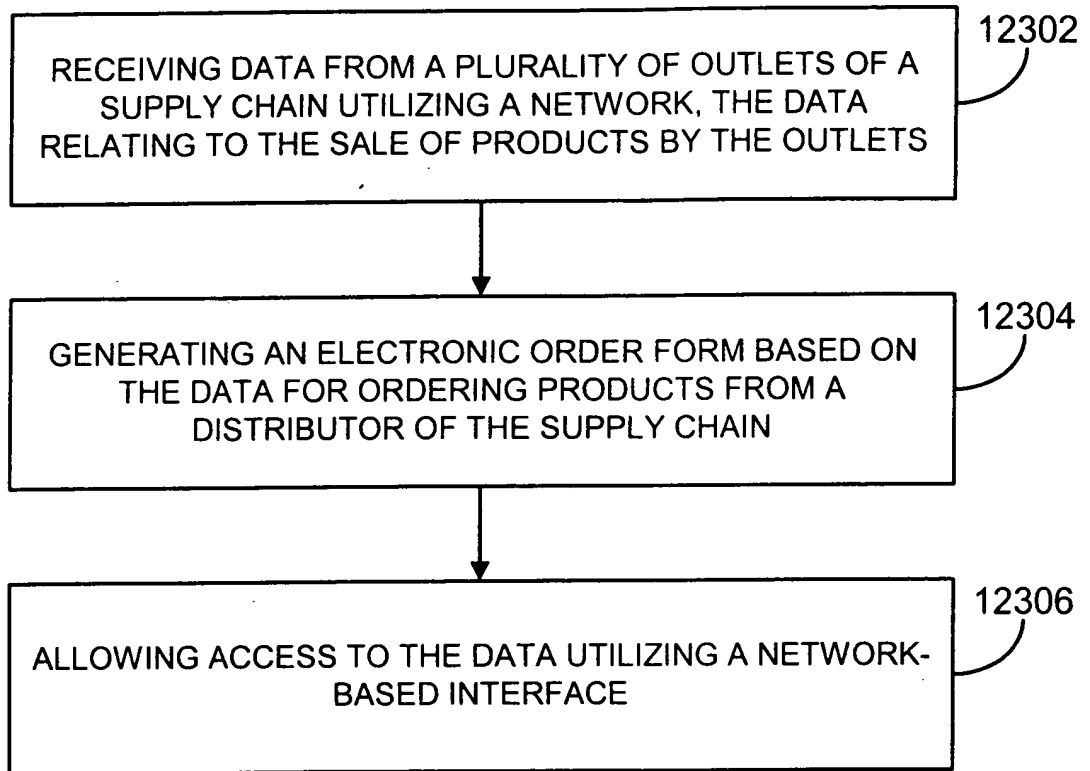 12302
RECEIVING DATA FROM A PLURALITY OF OUTLETS OF A
SUPPLY CHAIN UTILIZING A NETWORK, THE DATA
RELATING TO THE SALE OF PRODUCTS BY THE OUTLETS
12304
GENERATING AN ELECTRONIC ORDER FORM BASED ON
THE DATA FOR ORDERING PRODUCTS FROM A
DISTRIBUTOR OF THE SUPPLY CHAIN
12306
ALLOWING ACCESS TO THE DATA UTILIZING A NETWORK-
BASED INTERFACE